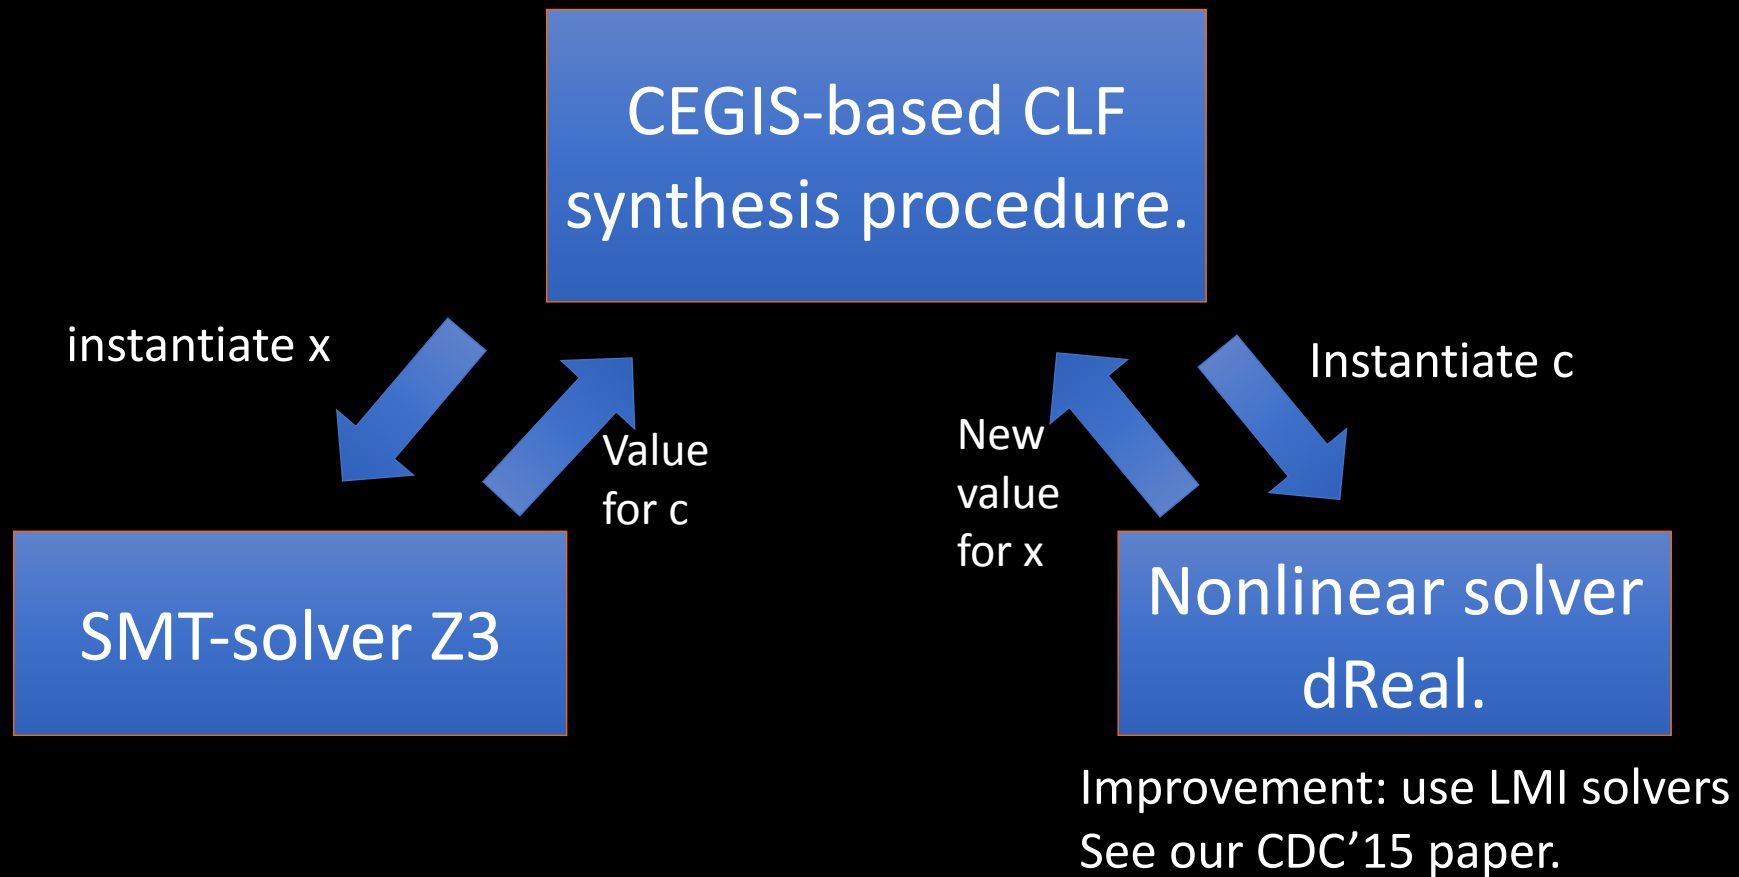 CEGIS-based CLF
synthesis procedure.
instantiate x
Instantiate c
Value
for c
New
value
for x
SMT-solver Z3
Nonlinear solver
dReal.
Improvement: use LMI solvers
See our CDC’15 paper.